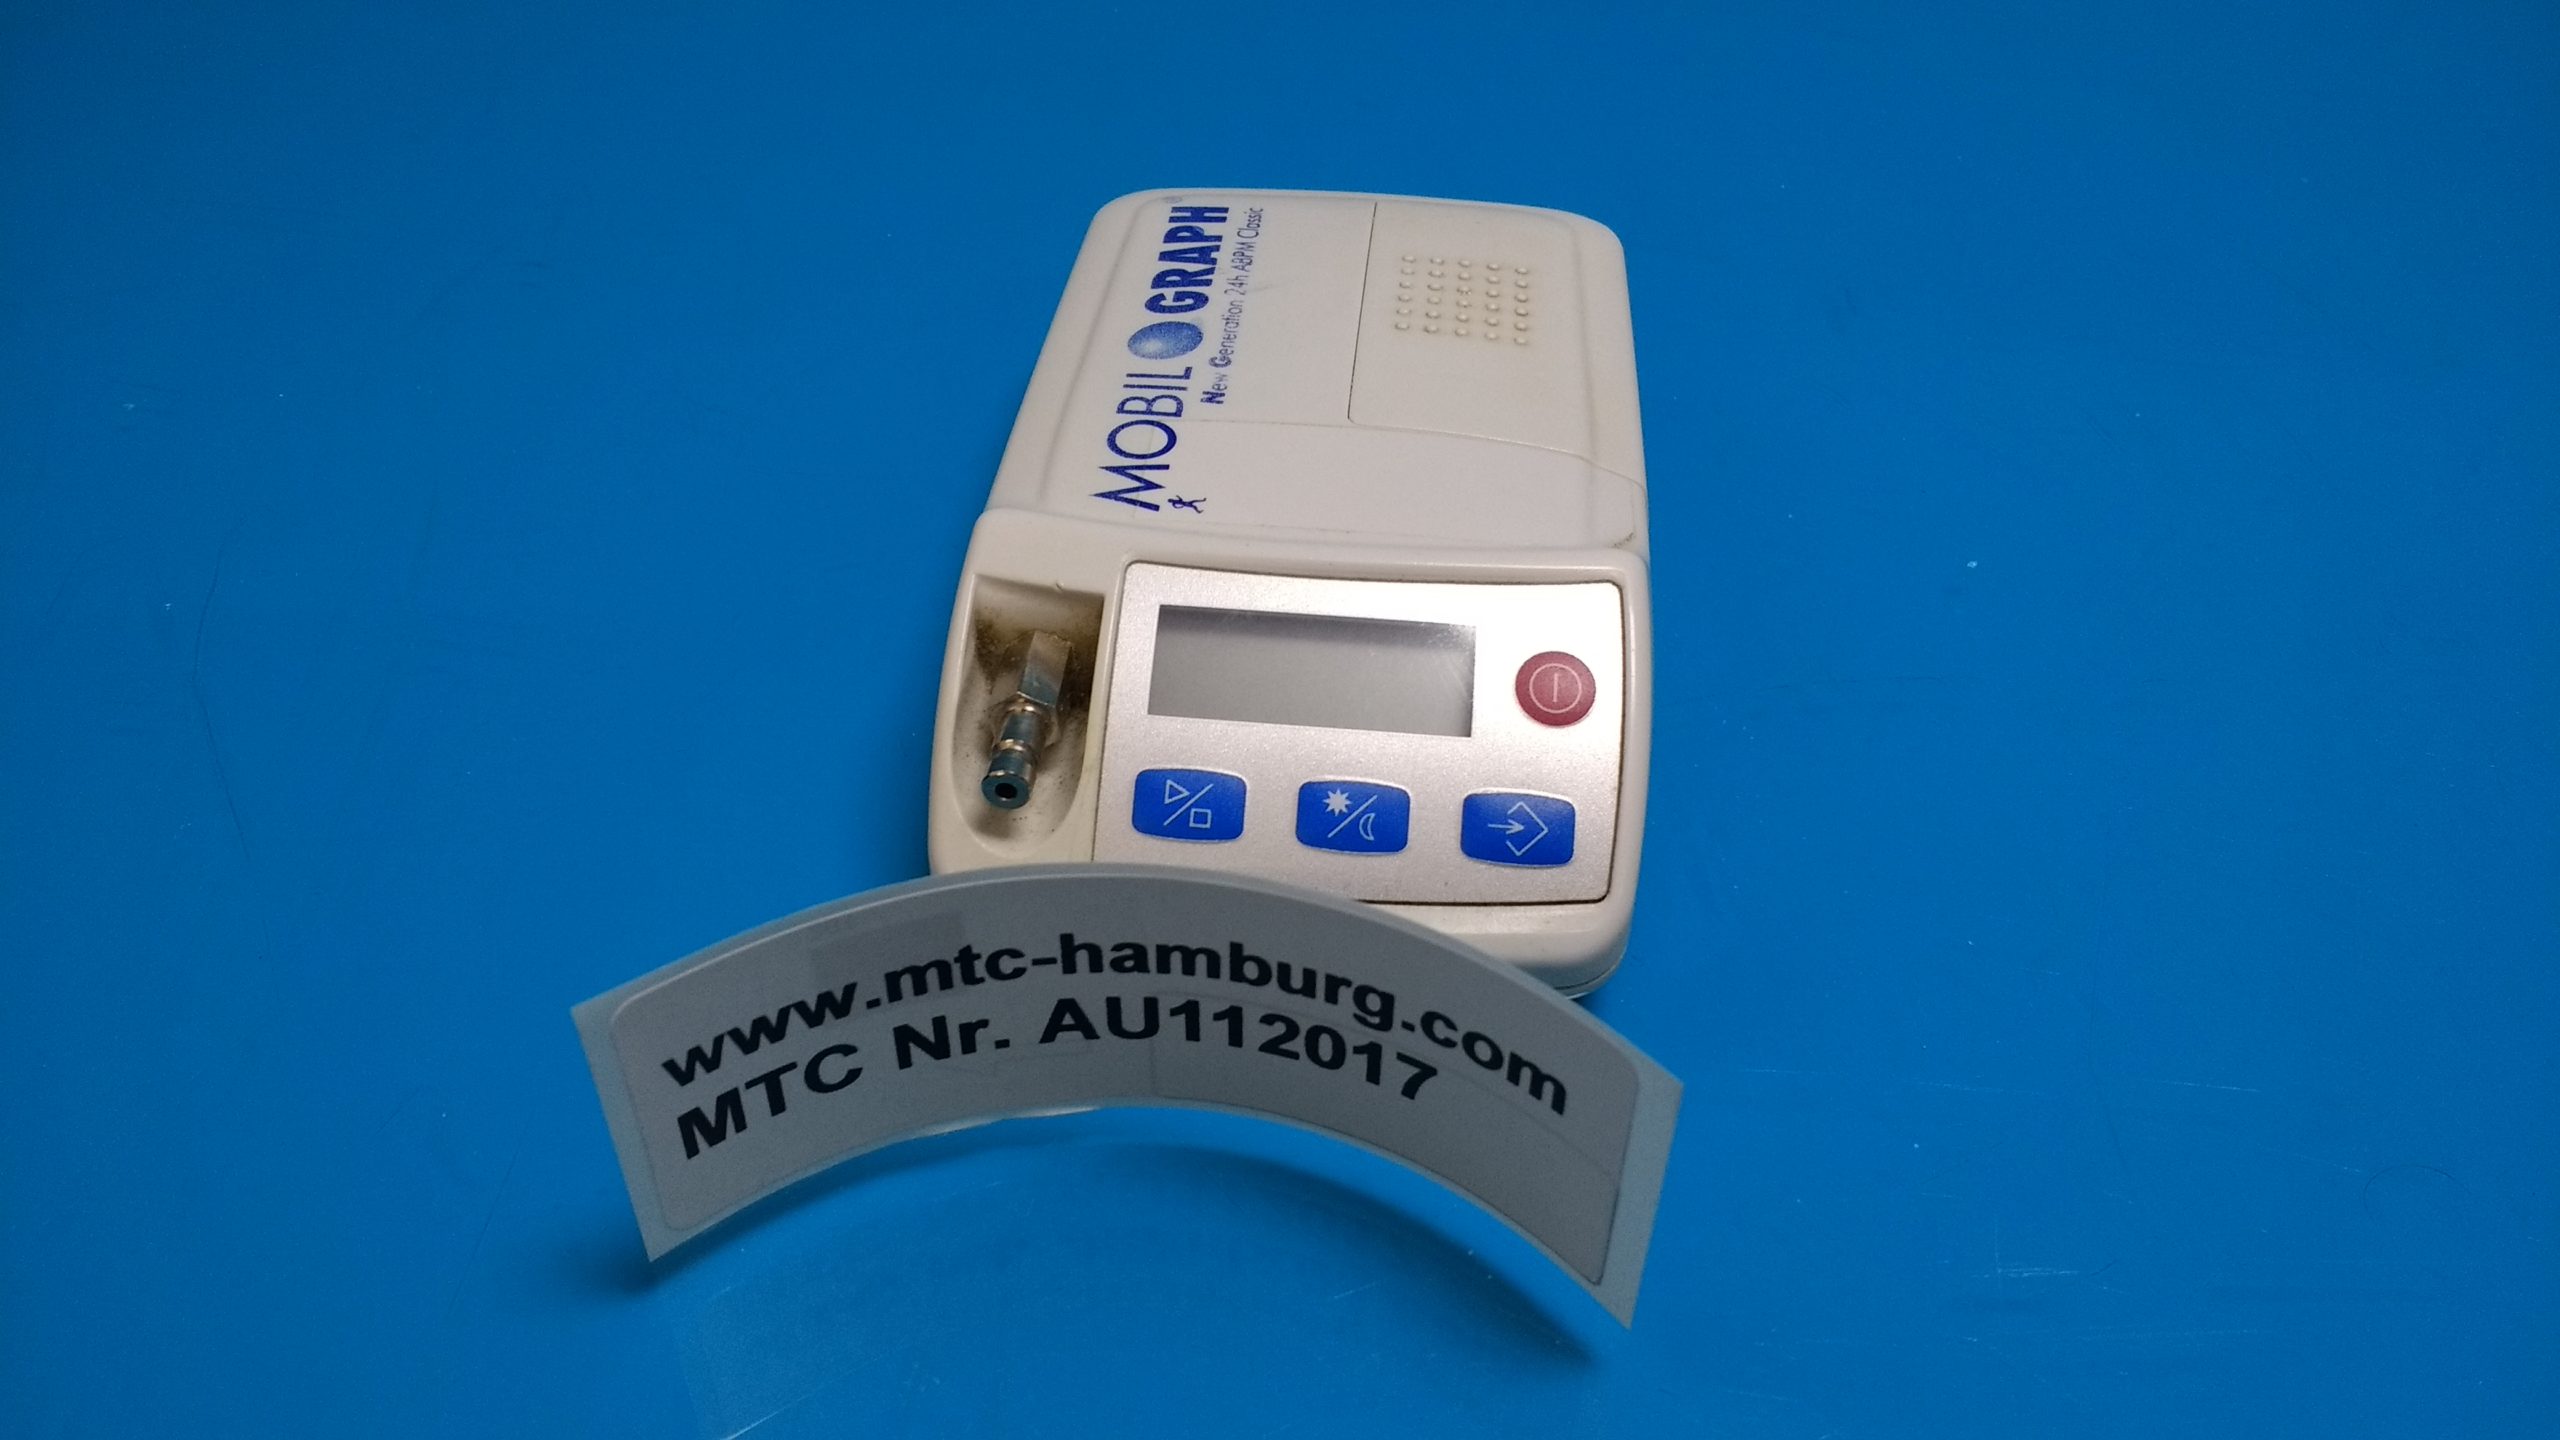 MOBIL O GRAPH®
New Generation 24h ABPM Classic
www.mtc-hamburg.com
MTC Nr. AU112017